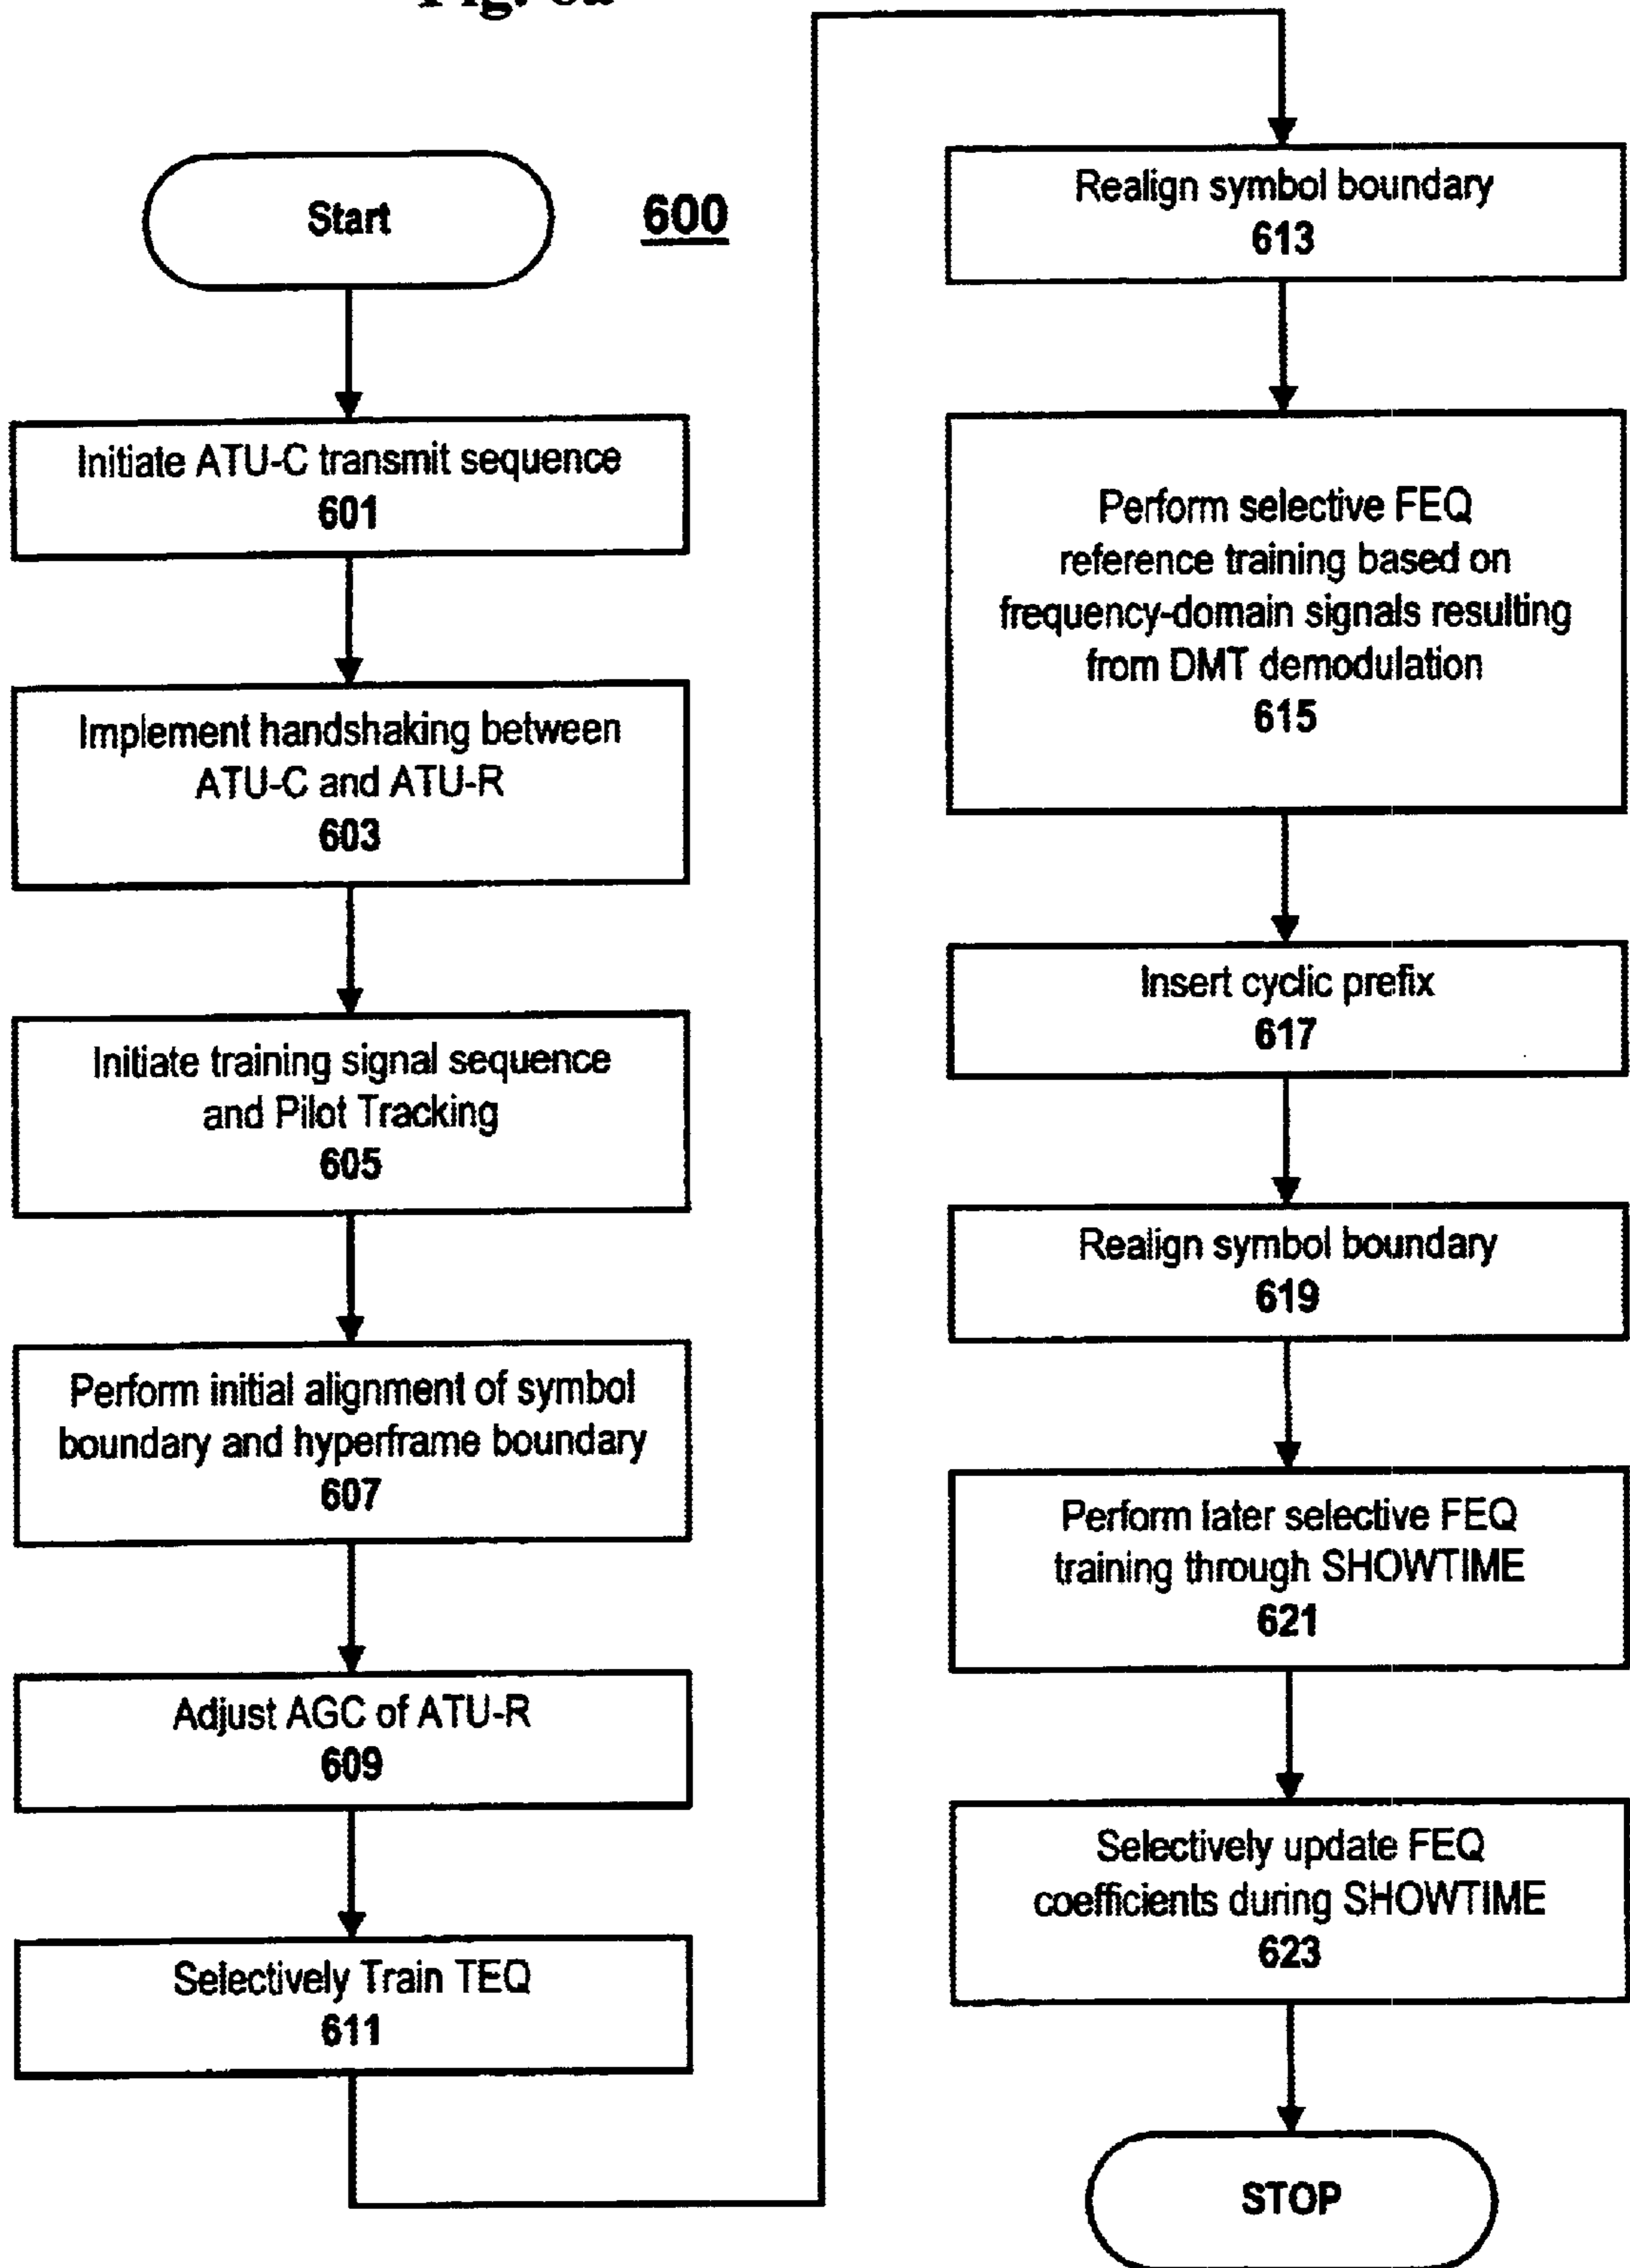 Start
600
Initiate ATU-C transmit sequence
601
Implement handshaking between
ATU-C and ATU-R
603
Initiate training signal sequence
and Pilot Tracking
605
Perform initial alignment of symbol
boundary and hyperframe boundary
607
Adjust AGC of ATU-R
609
Selectively Train TEQ
611
Realign symbol boundary
613
Perform selective FEQ
reference training based on
frequency-domain signals resulting
from DMT demodulation
615
Insert cyclic prefix
617
Realign symbol boundary
619
Perform later selective FEQ
training through SHOWTIME
621
Selectively update FEQ
coefficients during SHOWTIME
623
STOP